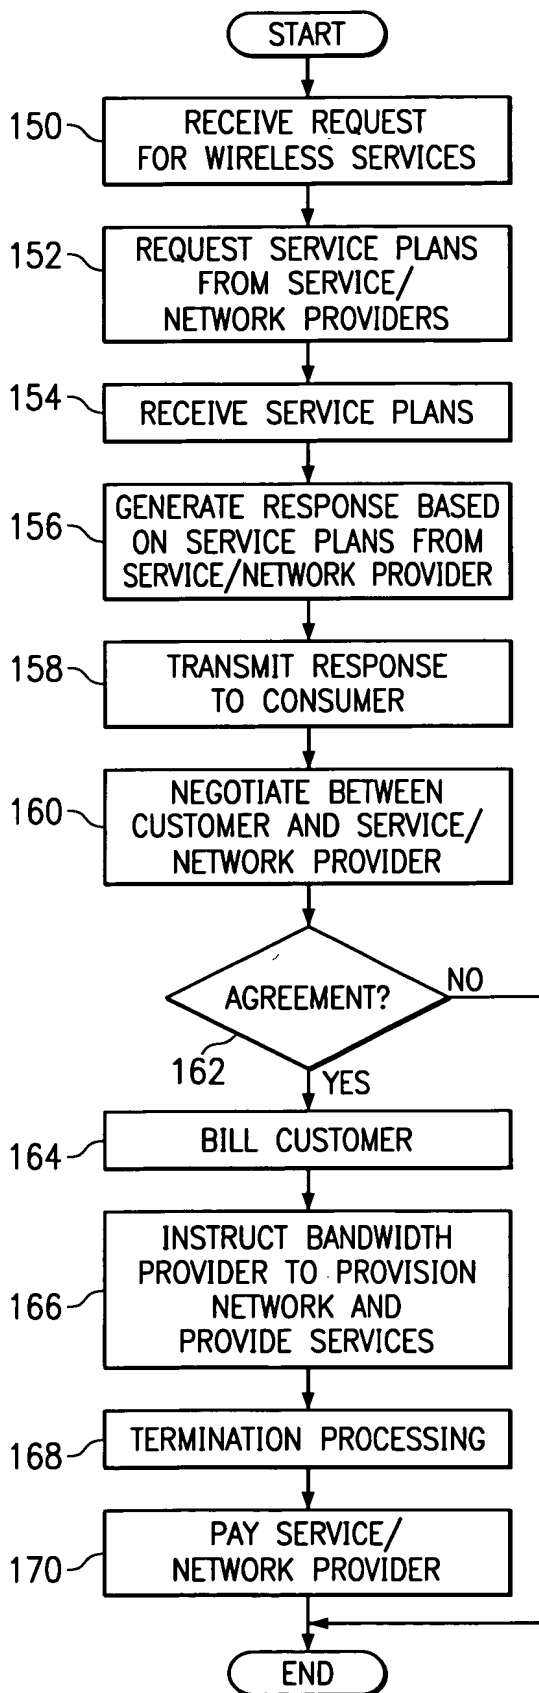 START
150
RECEIVE REQUEST
FOR WIRELESS SERVICES
152
REQUEST SERVICE PLANS
FROM SERVICE/
NETWORK PROVIDERS
154
RECEIVE SERVICE PLANS
156
GENERATE RESPONSE BASED
ON SERVICE PLANS FROM
SERVICE/NETWORK PROVIDER
158
TRANSMIT RESPONSE
TO CONSUMER
160
NEGOTIATE BETWEEN
CUSTOMER AND SERVICE/
NETWORK PROVIDER
AGREEMENT?
NO
162
YES
164
BILL CUSTOMER
166
INSTRUCT BANDWIDTH
PROVIDER TO PROVISION
NETWORK AND
PROVIDE SERVICES
168
TERMINATION PROCESSING
170
PAY SERVICE/
NETWORK PROVIDER
END